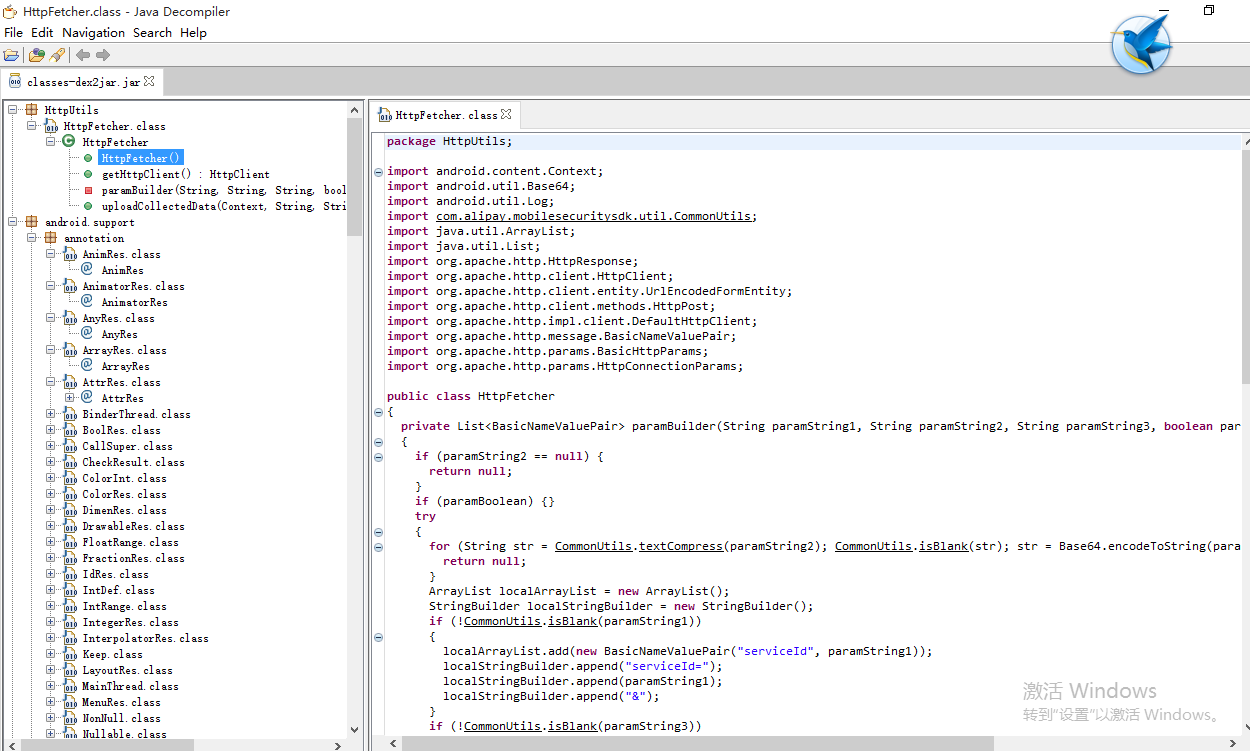 HttpFetcher.class - Java Decompiler
File Edit Navigation Search Help
classes-dex2jar.jar
HttpUtils
HttpFetcher.class
HttpFetcher
HttpFetcher()
getHttpClient() : HttpClient
paramBuilder(String, String, String, bool
uploadCollectedData(Context, String, Stri
android.support
annotation
AnimRes.class
AnimRes
AnimatorRes.class
AnimatorRes
AnyRes.class
AnyRes
ArrayRes.class
ArrayRes
AttrRes.class
AttrRes
BinderThread.class
BoolRes.class
CallSuper.class
CheckResult.class
ColorInt.class
ColorRes.class
DimenRes.class
DrawableRes.class
FloatRange.class
FractionRes.class
IdRes.class
IntDef.class
IntRange.class
IntegerRes.class
InterpolatorRes.class
Keep.class
LayoutRes.class
MainThread.class
MenuRes.class
NonNull.class
Nullable.class
HttpFetcher.class
package HttpUtils;
import android.content.Context;
import android.util.Base64;
import android.util.Log;
import com.alipay.mobilesecuritysdk.util.CommonUtils;
import java.util.ArrayList;
import java.util.List;
import org.apache.http.HttpResponse;
import org.apache.http.client.HttpClient;
import org.apache.http.client.entity.UrlEncodedFormEntity;
import org.apache.http.client.methods.HttpPost;
import org.apache.http.impl.client.DefaultHttpClient;
import org.apache.http.message.BasicNameValuePair;
import org.apache.http.params.BasicHttpParams;
import org.apache.http.params.HttpConnectionParams;
public class HttpFetcher
{
private List<BasicNameValuePair> paramBuilder(String paramString1, String paramString2, String paramString3, boolean par
{
if (paramString2 == null) {
return null;
}
if (paramBoolean) {}
try
{
for (String str = CommonUtils.textCompress(paramString2); CommonUtils.isBlank(str); str = Base64.encodeToString(para
return null;
}
ArrayList localArrayList = new ArrayList();
StringBuilder localStringBuilder = new StringBuilder();
if (!CommonUtils.isBlank(paramString1))
{
localArrayList.add(new BasicNameValuePair("serviceId", paramString1));
localStringBuilder.append("serviceId=");
localStringBuilder.append(paramString1);
localStringBuilder.append("&");
}
if (!CommonUtils.isBlank(paramString3))
激活 Windows
转到"设置"以激活 Windows。